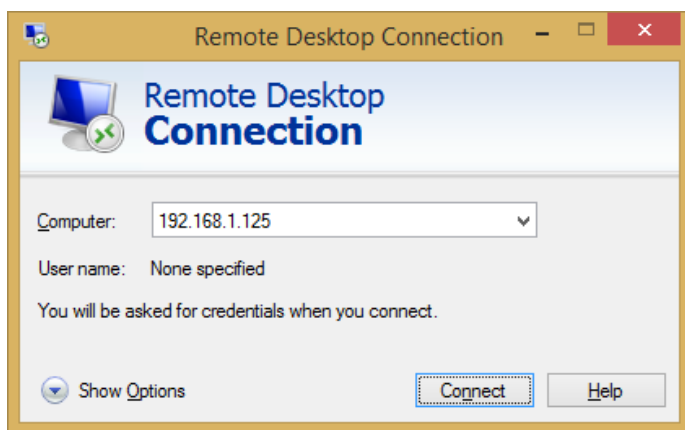 Remote Desktop Connection
Remote Desktop
Connection
Computer: 192.168.1.125
User name: None specified
You will be asked for credentials when you connect.
Show Options Connect Help